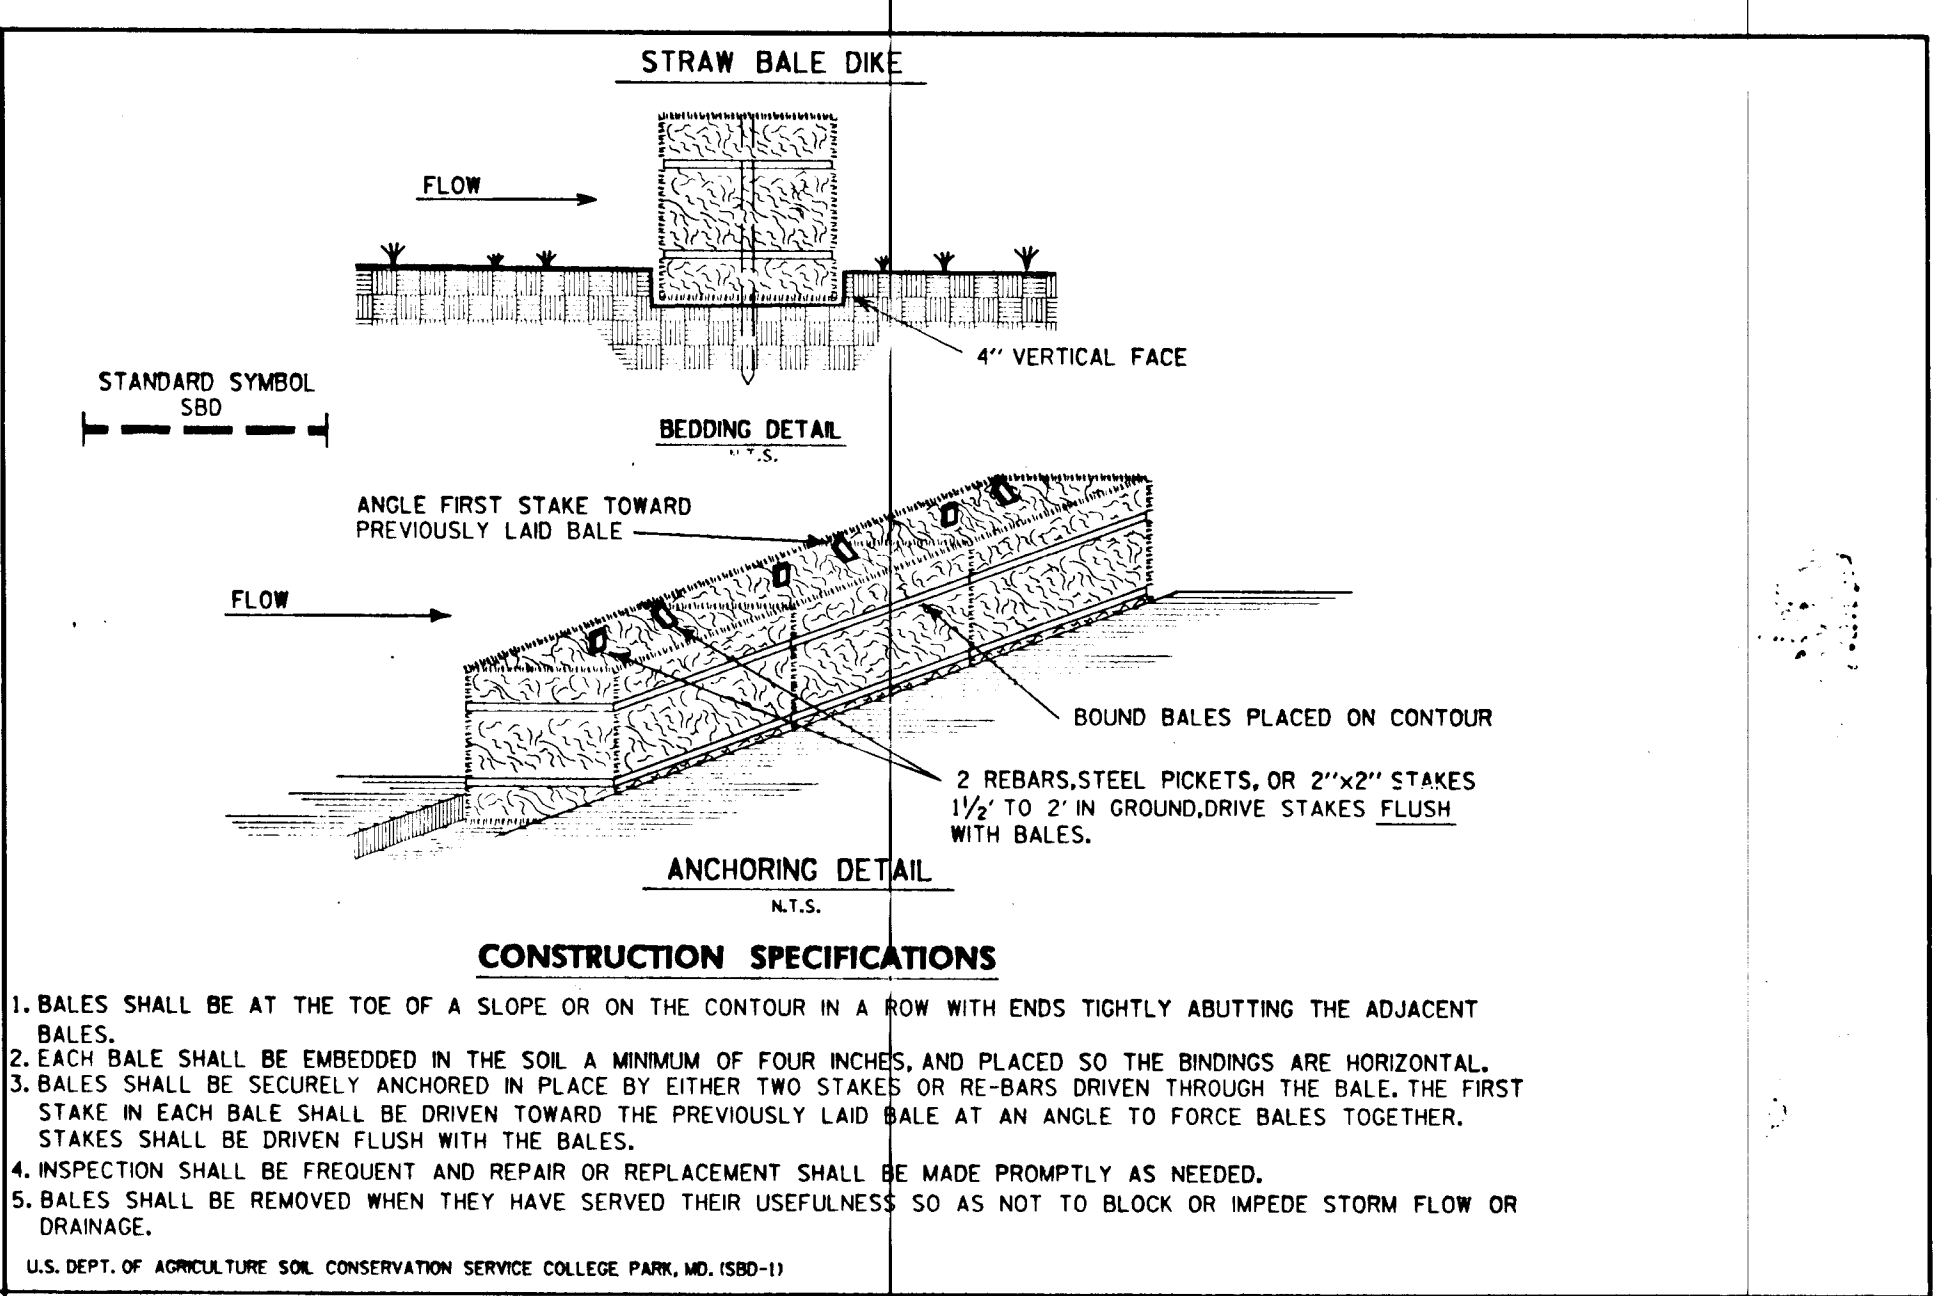 STRAW BALE DIKE
FLOW
4" VERTICAL FACE
STANDARD SYMBOL
SBD
BEDDING DETAIL
N.T.S.
ANGLE FIRST STAKE TOWARD
PREVIOUSLY LAID BALE
FLOW
BOUND BALES PLACED ON CONTOUR
2 REBARS,STEEL PICKETS, OR 2"x2" STAKES
1½' TO 2' IN GROUND,DRIVE STAKES FLUSH
WITH BALES.
ANCHORING DETAIL
N.T.S.
CONSTRUCTION SPECIFICATIONS
1. BALES SHALL BE AT THE TOE OF A SLOPE OR ON THE CONTOUR IN A ROW WITH ENDS TIGHTLY ABUTTING THE ADJACENT
BALES.
2. EACH BALE SHALL BE EMBEDDED IN THE SOIL A MINIMUM OF FOUR INCHES, AND PLACED SO THE BINDINGS ARE HORIZONTAL.
3. BALES SHALL BE SECURELY ANCHORED IN PLACE BY EITHER TWO STAKES OR RE-BARS DRIVEN THROUGH THE BALE. THE FIRST
STAKE IN EACH BALE SHALL BE DRIVEN TOWARD THE PREVIOUSLY LAID BALE AT AN ANGLE TO FORCE BALES TOGETHER.
STAKES SHALL BE DRIVEN FLUSH WITH THE BALES.
4. INSPECTION SHALL BE FREQUENT AND REPAIR OR REPLACEMENT SHALL BE MADE PROMPTLY AS NEEDED.
5. BALES SHALL BE REMOVED WHEN THEY HAVE SERVED THEIR USEFULNESS SO AS NOT TO BLOCK OR IMPEDE STORM FLOW OR
DRAINAGE.
U.S. DEPT. OF AGRICULTURE SOIL CONSERVATION SERVICE COLLEGE PARK, MD. (SBD-1)